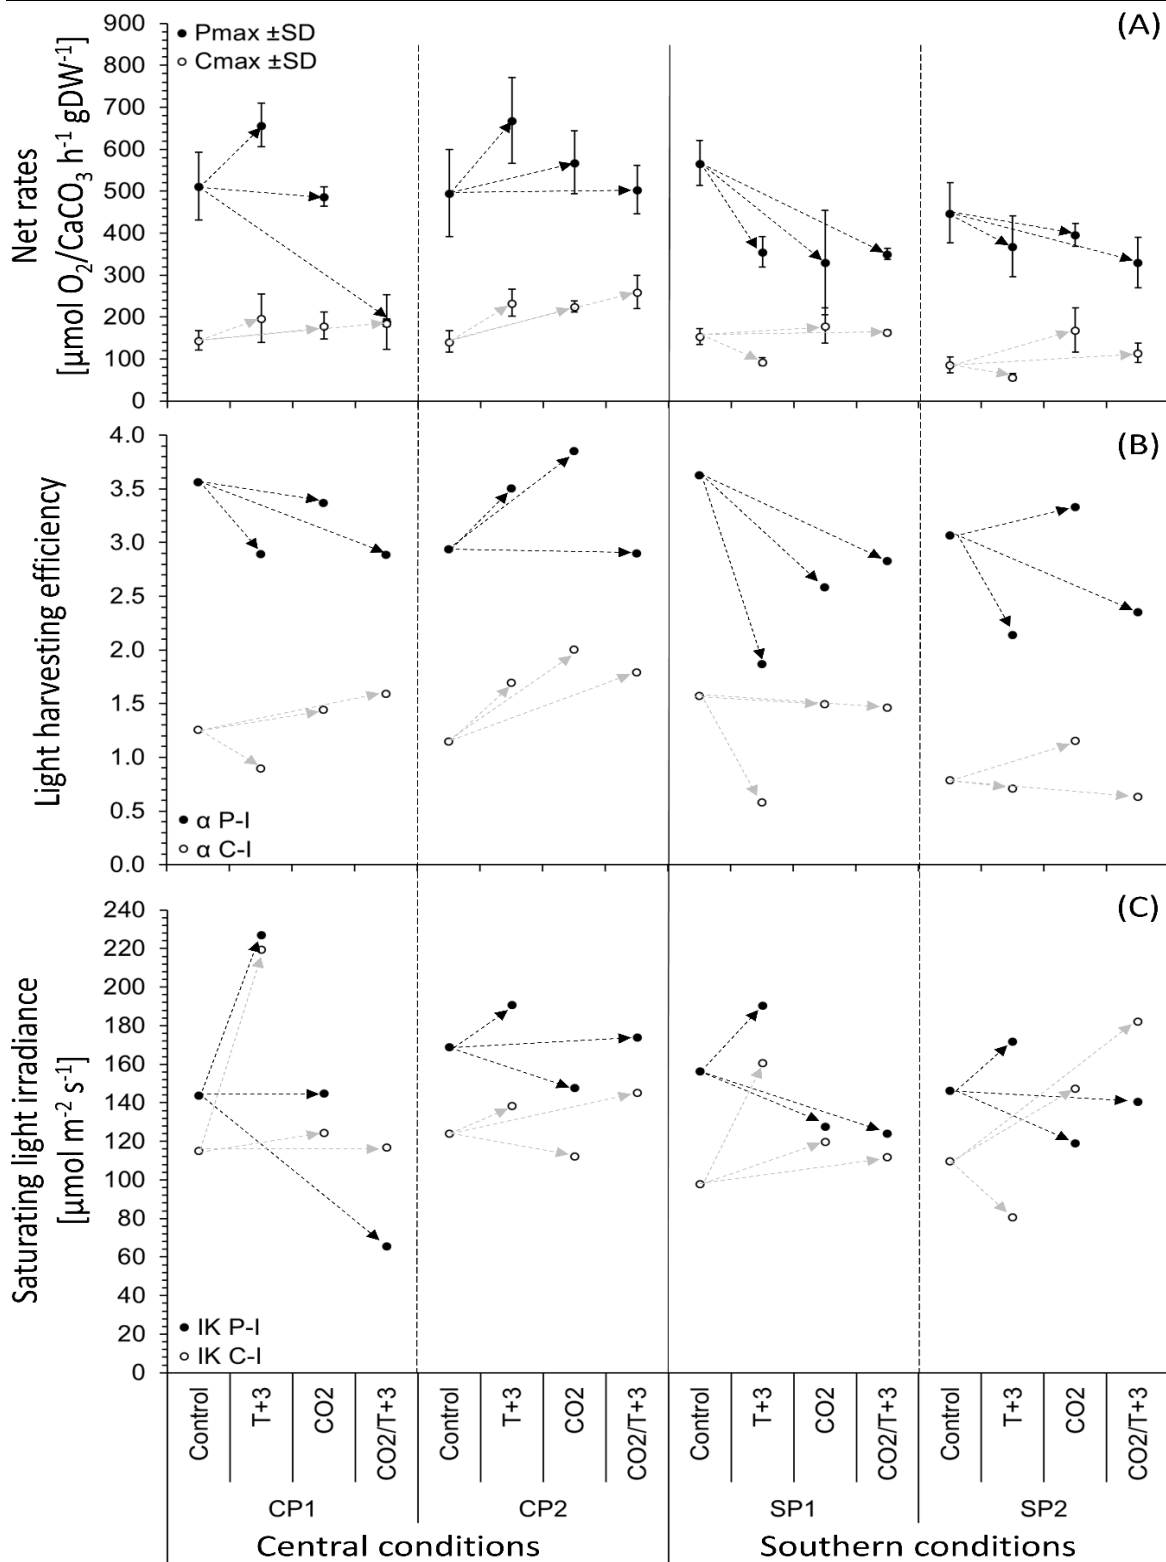 (A)
● Pmax ±SD
○ Cmax ±SD
Net rates
[µmol O₂/CaCO₃ h⁻¹ gDW⁻¹]
900
800
700
600
500
400
300
200
100
0
(B)
Light harvesting efficiency
4.0
3.5
3.0
2.5
2.0
1.5
1.0
0.5
0.0
● α P-I
○ α C-I
(C)
Saturating light irradiance
[µmol m⁻² s⁻¹]
240
220
200
180
160
140
120
100
80
60
40
20
0
● IK P-I
○ IK C-I
Control T+3 CO2 CO2/T+3 Control T+3 CO2 CO2/T+3 Control T+3 CO2 CO2/T+3 Control T+3 CO2 CO2/T+3
CP1 CP2 SP1 SP2
Central conditions Southern conditions